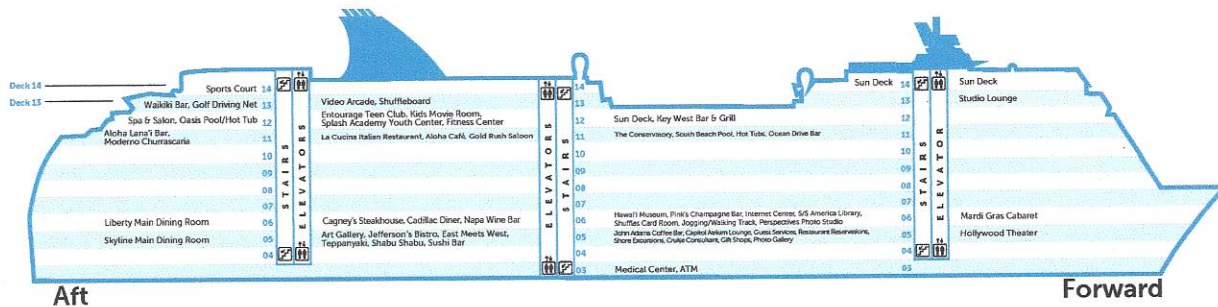 Deck 14
Deck 13
Sports Court
Waikiki Bar, Golf Driving Net
Spa & Salon, Oasis Pool/Hot Tub
Aloha Lana'i Bar,
Moderno Churrascaria
Liberty Main Dining Room
Skyline Main Dining Room
14
13
12
11
10
09
08
07
06
05
04
STAIRS
ELEVATORS
Video Arcade, Shuffleboard
Entourage Teen Club, Kids Movie Room,
Splash Academy Youth Center, Fitness Center
La Cucina Italian Restaurant, Aloha Café, Gold Rush Saloon
Cagney's Steakhouse, Cadillac Diner, Napa Wine Bar
Art Gallery, Jefferson's Bistro, East Meets West,
Teppanyaki, Shabu Shabu, Sushi Bar
ELEVATORS
STAIRS
14
13
12
11
10
09
08
07
06
05
04
03
Sun Deck, Key West Bar & Grill
The Conservatory, South Beach Pool, Hot Tubs, Ocean Drive Bar
Hawai'i Museum, Pink's Champagne Bar, Internet Center, S/S America Library,
Shuffles Card Room, Jogging/Walking Track, Perspectives Photo Studio
John Adams Coffee Bar, Capitol Atrium Lounge, Guest Services, Restaurant Reservations,
Shore Excursions, Cruise Consultant, Gift Shops, Photo Gallery
Medical Center, ATM
Sun Deck
14
13
12
11
10
09
08
07
06
05
04
03
STAIRS
ELEVATOR
Sun Deck
Studio Lounge
Mardi Gras Cabaret
Hollywood Theater
Aft
Forward